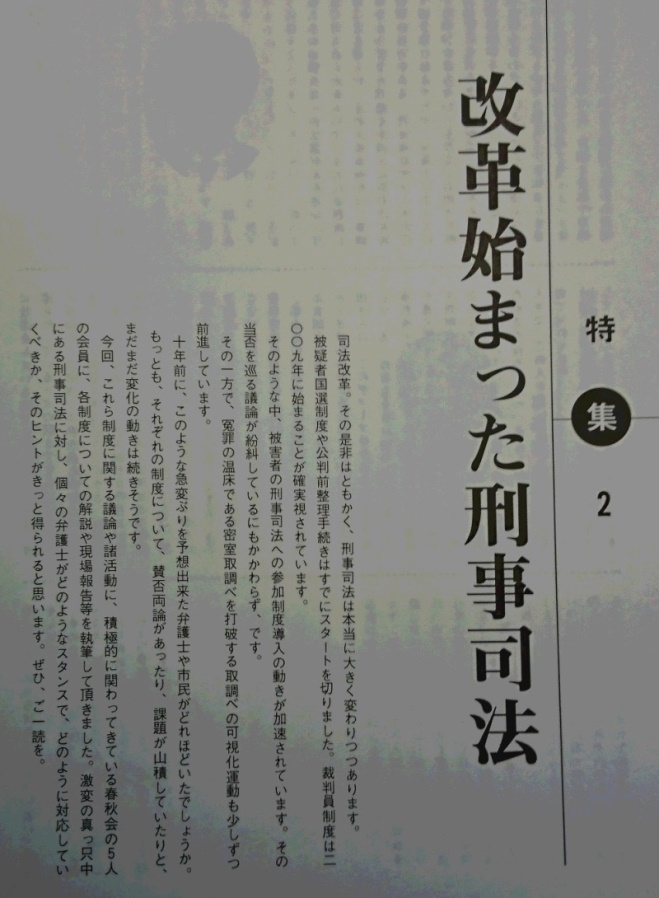 特集2
改革始まった刑事司法
司法改革。その是非はともかく、刑事司法は本当に大きく変わりつつあります。
被疑者国選制度や公判前整理手続きはすでにスタートを切りました。裁判員制度は二
〇〇九年に始まることが確実視されています。
そのような中、被害者の刑事司法への参加制度導入の動きが加速されています。その
当否を巡る議論が紛糾しているにもかかわらず、です。
その一方で、冤罪の温床である密室取調べを打破する取調べの可視化運動も少しずつ
前進しています。
十年前に、このような急変ぶりを予想出来た弁護士や市民がどれほどいたでしょうか。
もっとも、それぞれの制度について、賛否両論があったり、課題が山積していたりと、
まだまだ変化の動きは続きそうです。
今回、これら制度に関する議論や諸活動に、積極的に関わってきている春秋会の5人
の会員に、各制度についての解説や現場報告等を執筆して頂きました。激変の真っ只中
にある刑事司法に対し、個々の弁護士がどのようなスタンスで、どのように対応してい
くべきか、そのヒントがきっと得られると思います。ぜひ、ご一読を。